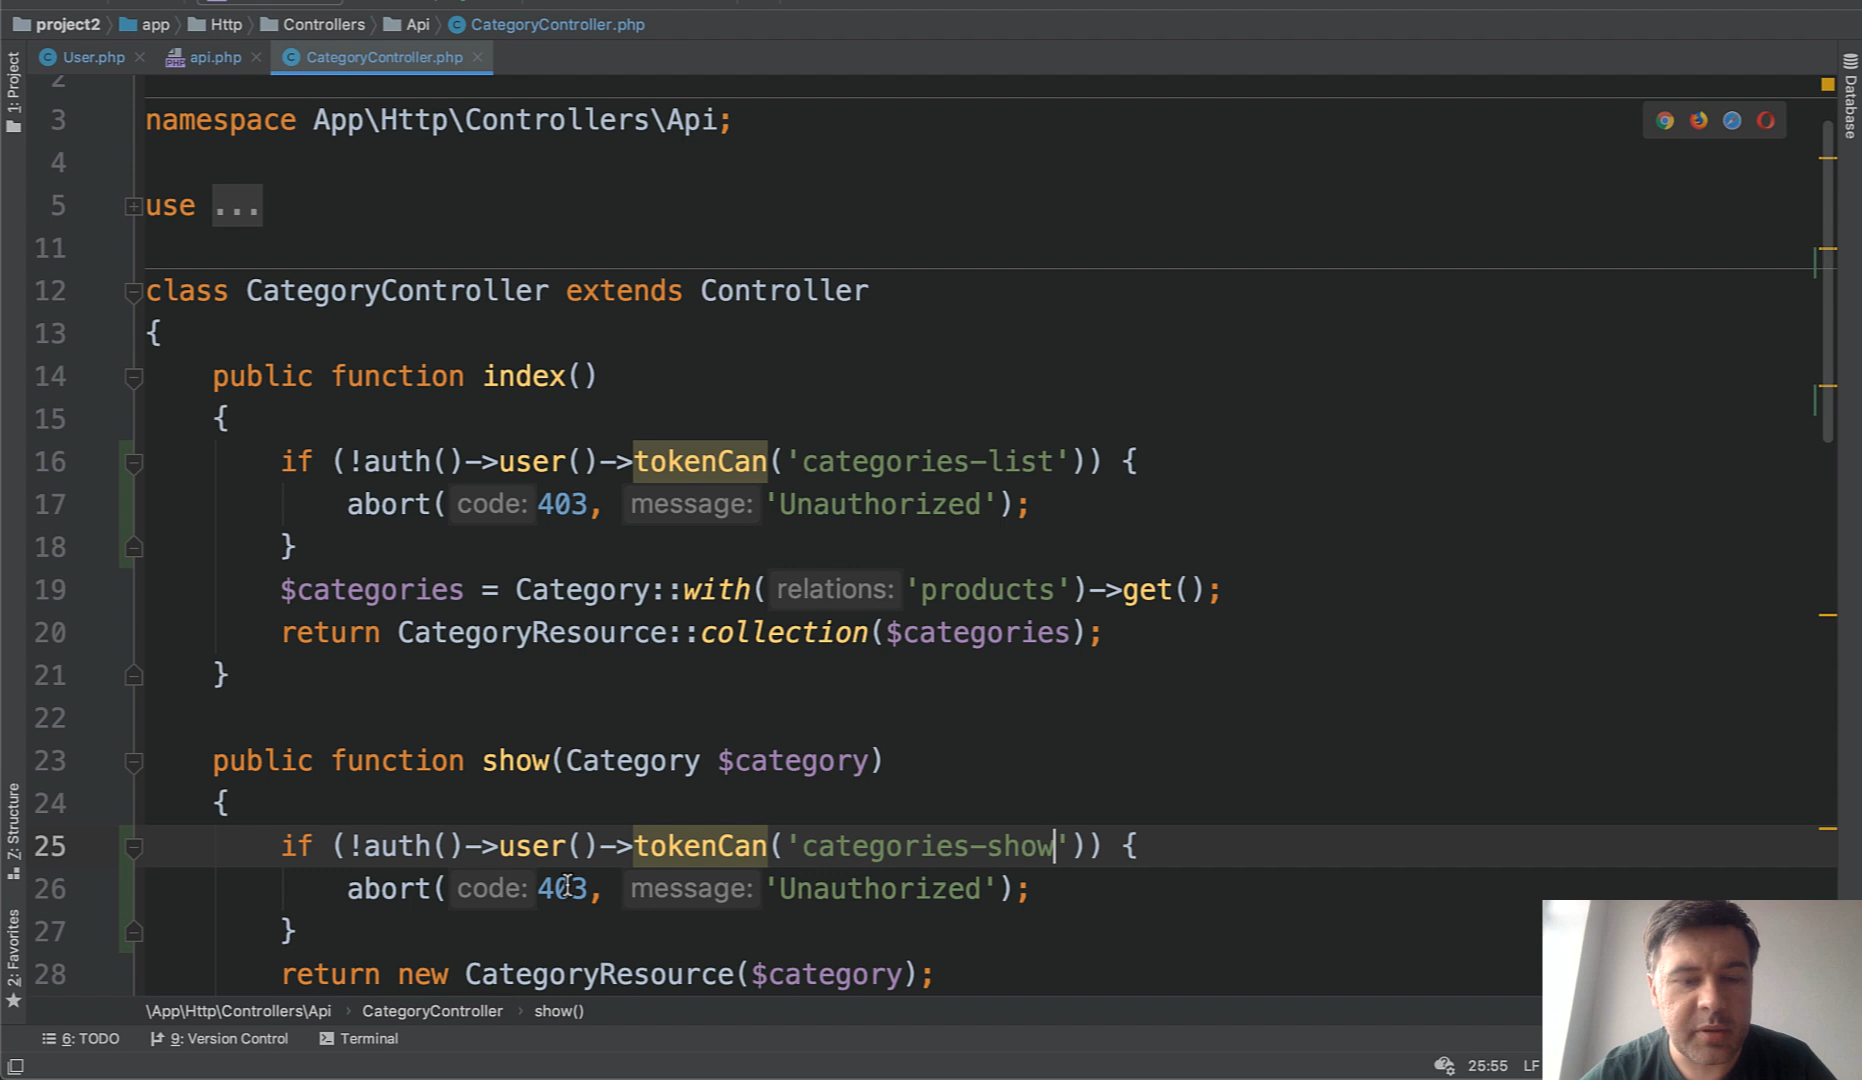 project2 app Http Controllers Api CategoryController.php
User.php api.php CategoryController.php
1: Project
Database
2
3 namespace App\Http\Controllers\Api;
4
5 use ...
11
12 class CategoryController extends Controller
13 {
14 public function index()
15 {
16 if (!auth()->user()->tokenCan('categories-list')) {
17 abort( code: 403, message: 'Unauthorized');
18 }
19 $categories = Category::with( relations: 'products')->get();
20 return CategoryResource::collection($categories);
21 }
22
23 public function show(Category $category)
24 {
25 if (!auth()->user()->tokenCan('categories-show')) {
26 abort( code: 403, message: 'Unauthorized');
27 }
28 return new CategoryResource($category);
Z: Structure
2: Favorites
\App\Http\Controllers\Api › CategoryController › show()
6: TODO 9: Version Control Terminal
25:55 LF